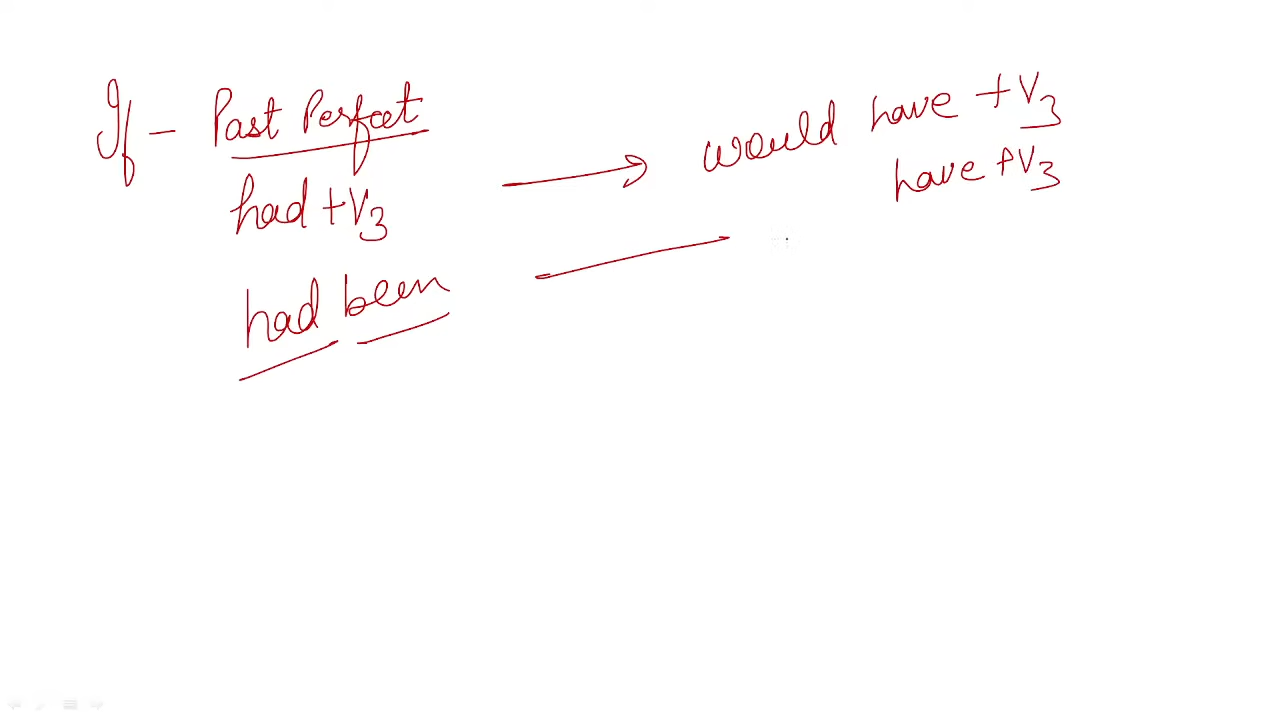 If – Past Perfect → would have + V3
had + V3 have + V3
had been